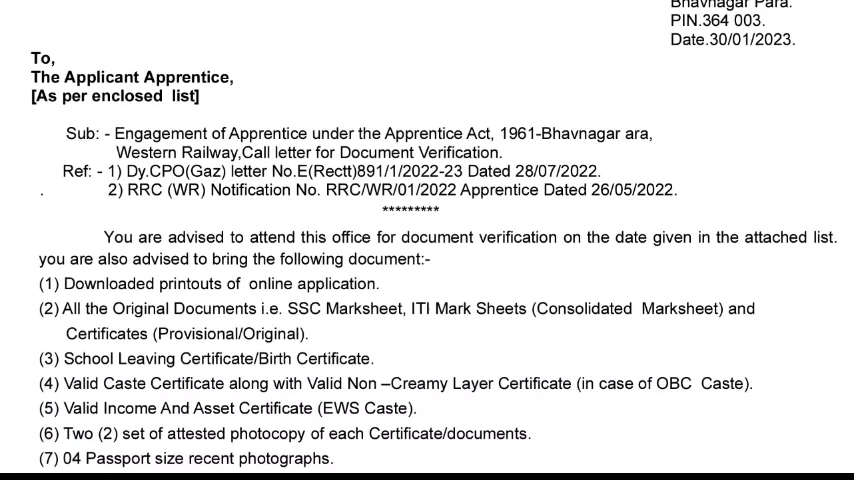 Bhavnagar Para.
PIN.364 003.
Date.30/01/2023.
To,
The Applicant Apprentice,
[As per enclosed list]
Sub: - Engagement of Apprentice under the Apprentice Act, 1961-Bhavnagar ara,
Western Railway,Call letter for Document Verification.
Ref: - 1) Dy.CPO(Gaz) letter No.E(Rectt)891/1/2022-23 Dated 28/07/2022.
. 2) RRC (WR) Notification No. RRC/WR/01/2022 Apprentice Dated 26/05/2022.
*********
You are advised to attend this office for document verification on the date given in the attached list.
you are also advised to bring the following document:-
(1) Downloaded printouts of online application.
(2) All the Original Documents i.e. SSC Marksheet, ITI Mark Sheets (Consolidated Marksheet) and
Certificates (Provisional/Original).
(3) School Leaving Certificate/Birth Certificate.
(4) Valid Caste Certificate along with Valid Non –Creamy Layer Certificate (in case of OBC Caste).
(5) Valid Income And Asset Certificate (EWS Caste).
(6) Two (2) set of attested photocopy of each Certificate/documents.
(7) 04 Passport size recent photographs.